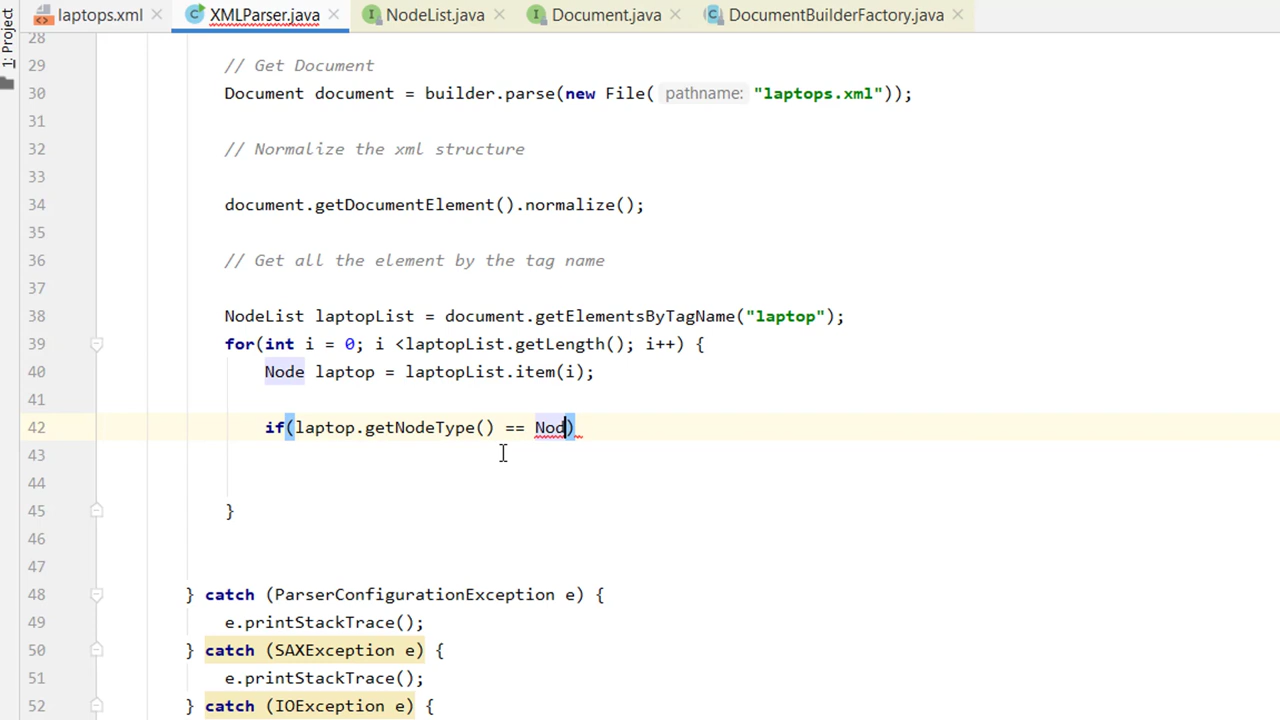 1: Project
laptops.xml
XMLParser.java
NodeList.java
Document.java
DocumentBuilderFactory.java
28
29 // Get Document
30 Document document = builder.parse(new File( pathname: "laptops.xml"));
31
32 // Normalize the xml structure
33
34 document.getDocumentElement().normalize();
35
36 // Get all the element by the tag name
37
38 NodeList laptopList = document.getElementsByTagName("laptop");
39 for(int i = 0; i <laptopList.getLength(); i++) {
40 Node laptop = laptopList.item(i);
41
42 if(laptop.getNodeType() == Nod)
43
44
45 }
46
47
48 } catch (ParserConfigurationException e) {
49 e.printStackTrace();
50 } catch (SAXException e) {
51 e.printStackTrace();
52 } catch (IOException e) {